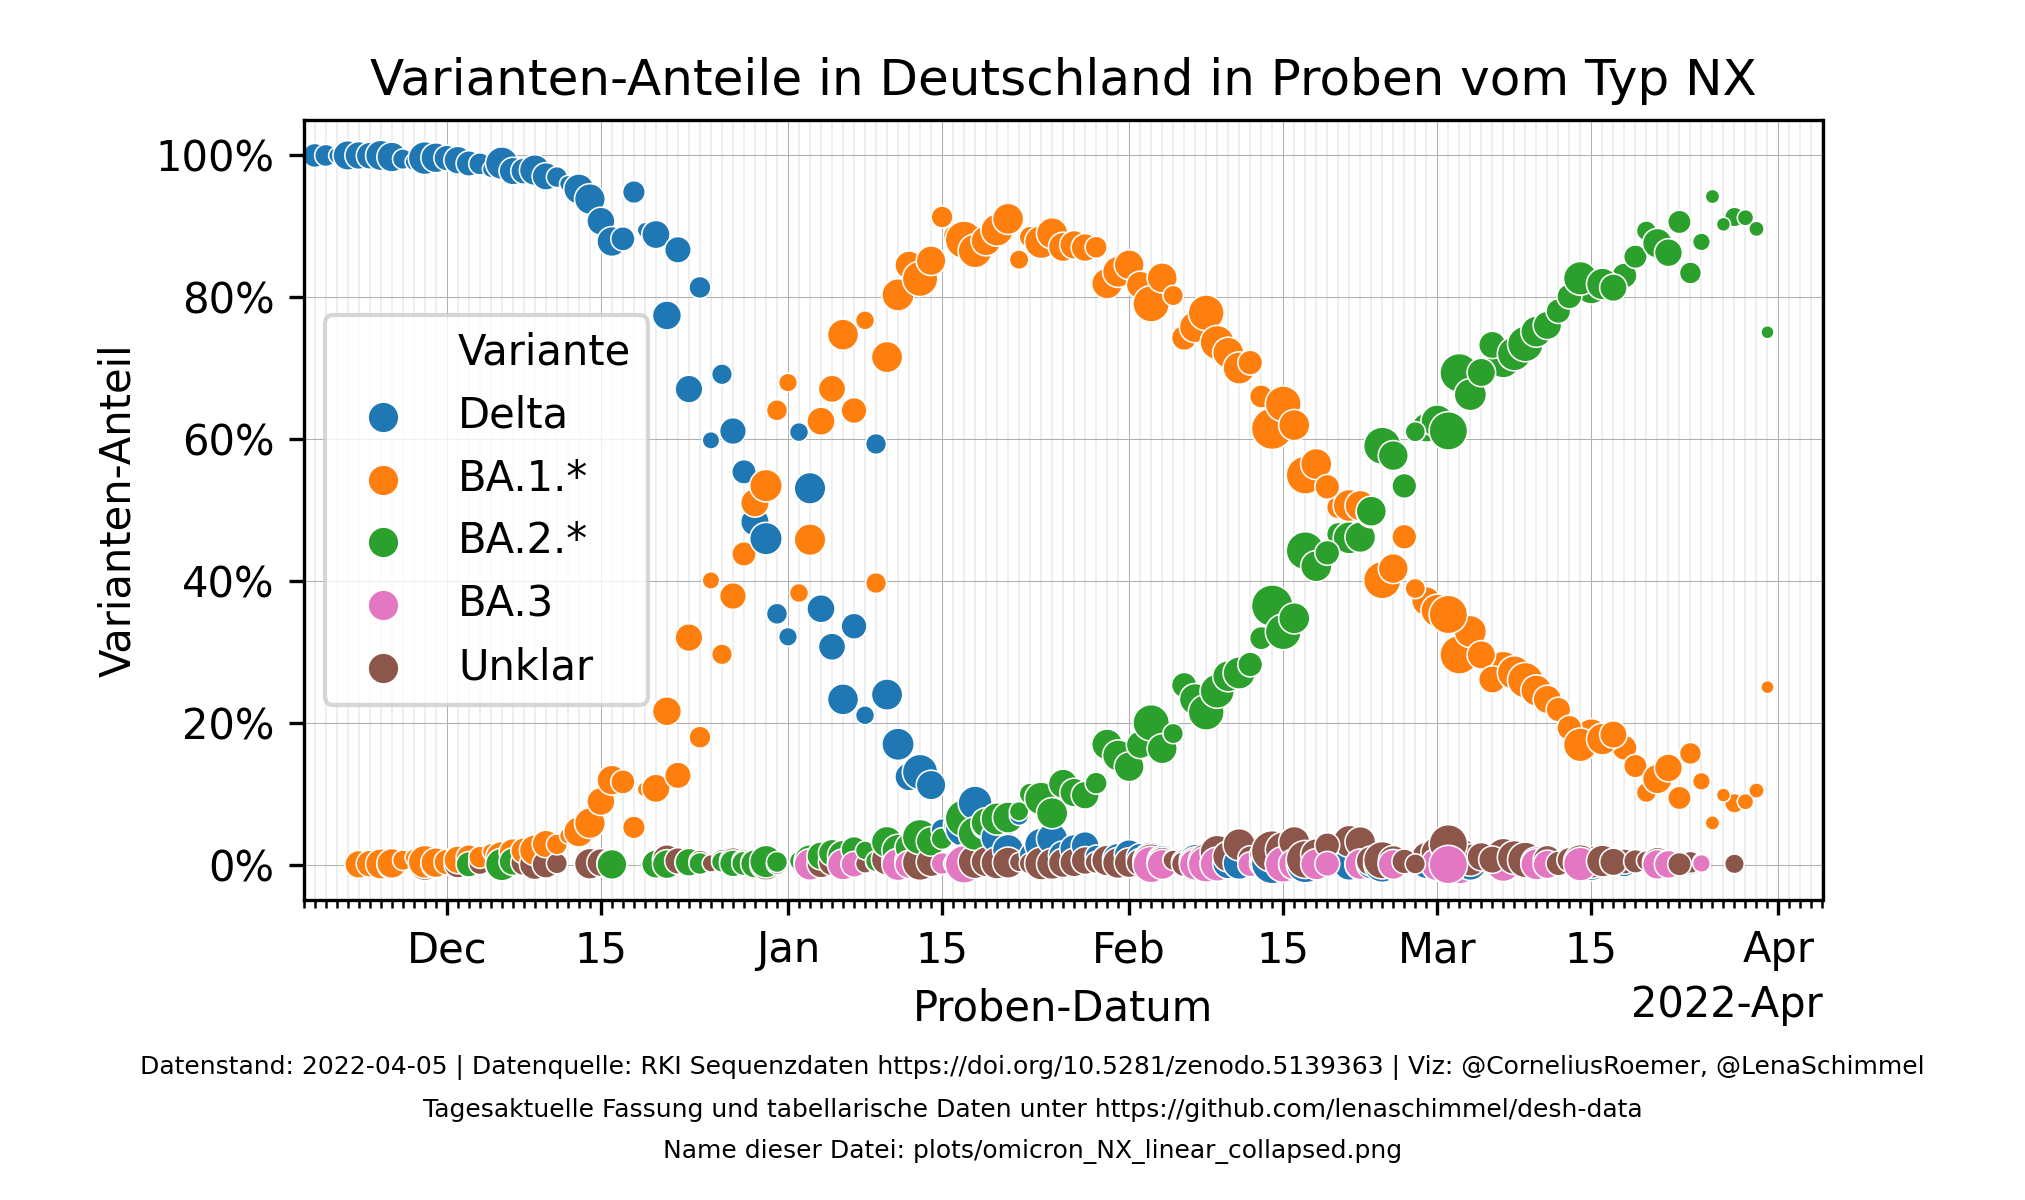 Varianten-Anteile in Deutschland in Proben vom Typ NX
100%
80%
60%
40%
20%
0%
Varianten-Anteil
Variante
Delta
BA.1.*
BA.2.*
BA.3
Unklar
Dec 15 Jan 15 Feb 15 Mar 15 Apr
Proben-Datum
2022-Apr
Datenstand: 2022-04-05 | Datenquelle: RKI Sequenzdaten https://doi.org/10.5281/zenodo.5139363 | Viz: @CorneliusRoemer, @LenaSchimmel
Tagesaktuelle Fassung und tabellarische Daten unter https://github.com/lenaschimmel/desh-data
Name dieser Datei: plots/omicron_NX_linear_collapsed.png